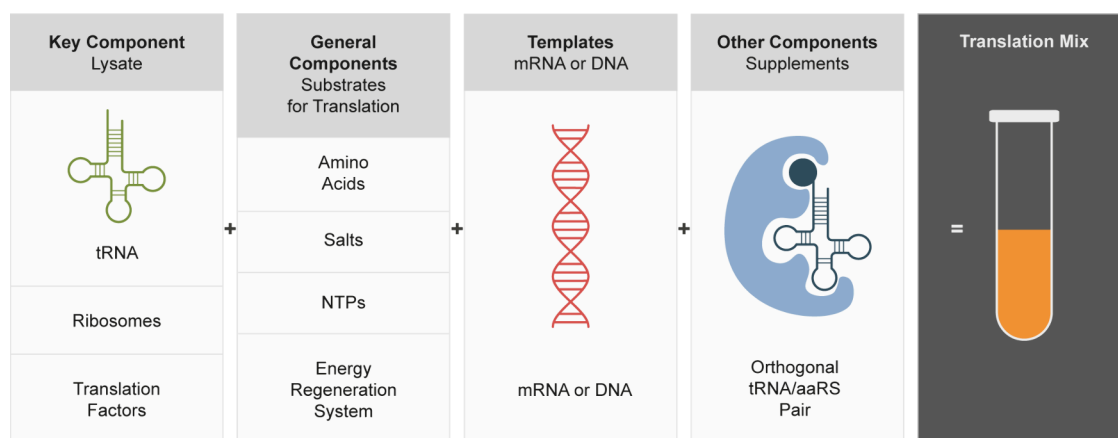 Key Component
Lysate
tRNA
Ribosomes
Translation
Factors
+
General
Components
Substrates
for Translation
Amino
Acids
Salts
NTPs
Energy
Regeneration
System
+
Templates
mRNA or DNA
mRNA or DNA
+
Other Components
Supplements
Orthogonal
tRNA/aaRS
Pair
=
Translation Mix